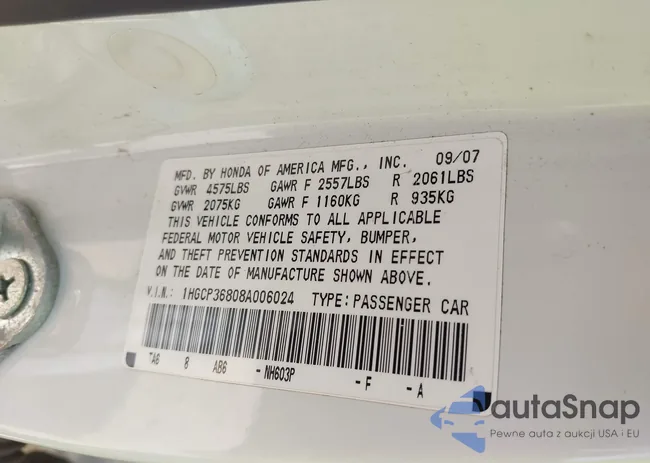 MFD. BY HONDA OF AMERICA MFG., INC. 09/07
GVWR 4575LBS GAWR F 2557LBS R 2061LBS
GVWR 2075KG GAWR F 1160KG R 935KG
THIS VEHICLE CONFORMS TO ALL APPLICABLE
FEDERAL MOTOR VEHICLE SAFETY, BUMPER,
AND THEFT PREVENTION STANDARDS IN EFFECT
ON THE DATE OF MANUFACTURE SHOWN ABOVE.
V.I.N.: 1HGCP36808A006024 TYPE: PASSENGER CAR
TA6 8 AB6 - NH603P - F - A
autaSnap
Pewne auta z aukcji USA i EU